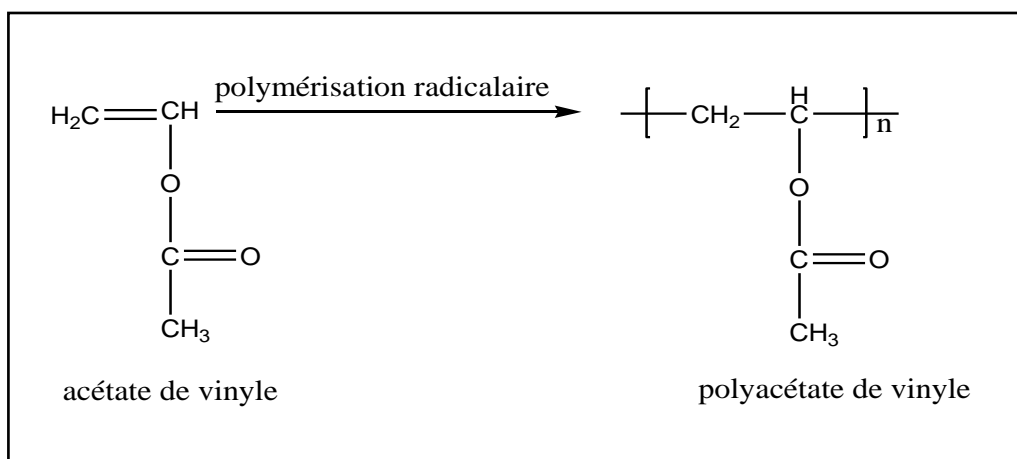 polymérisation radicalaire
H₂C CH
O
C O
CH₃
acétate de vinyle
CH₂ H C n
O
C O
CH₃
polyacétate de vinyle